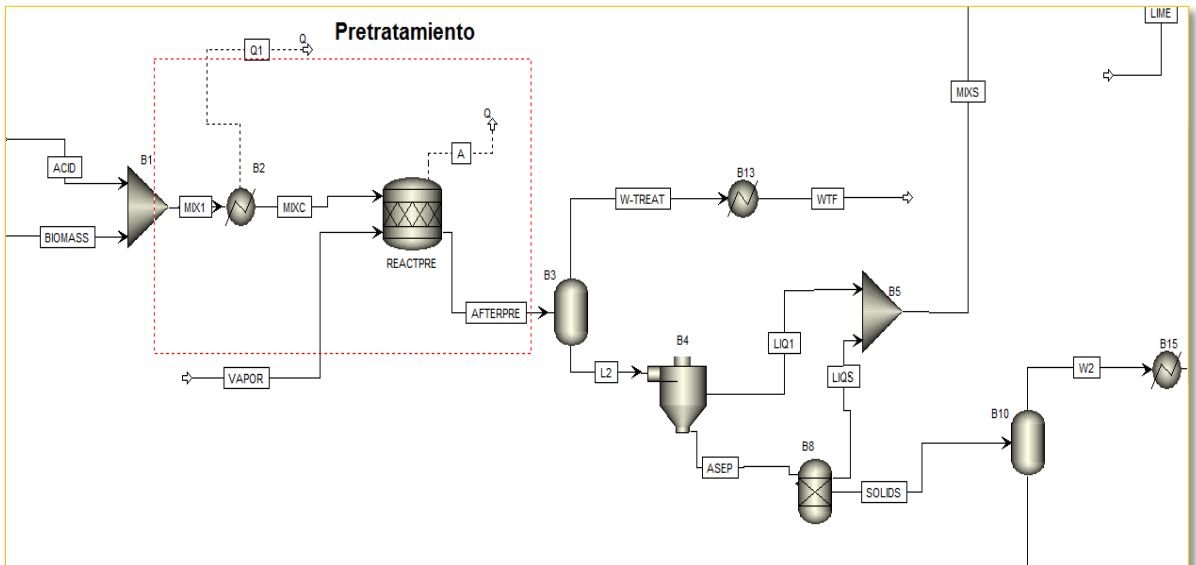 Pretratamiento
LIME
Q1
Q
MIXS
A
Q
ACID
B1
B2
B13
MIX1
MIXC
W-TREAT
WTF
BIOMASS
REACTPRE
B3
B5
AFTERPRE
B4
LIQ1
B15
VAPOR
L2
LIQS
W2
B10
B8
ASEP
SOLIDS